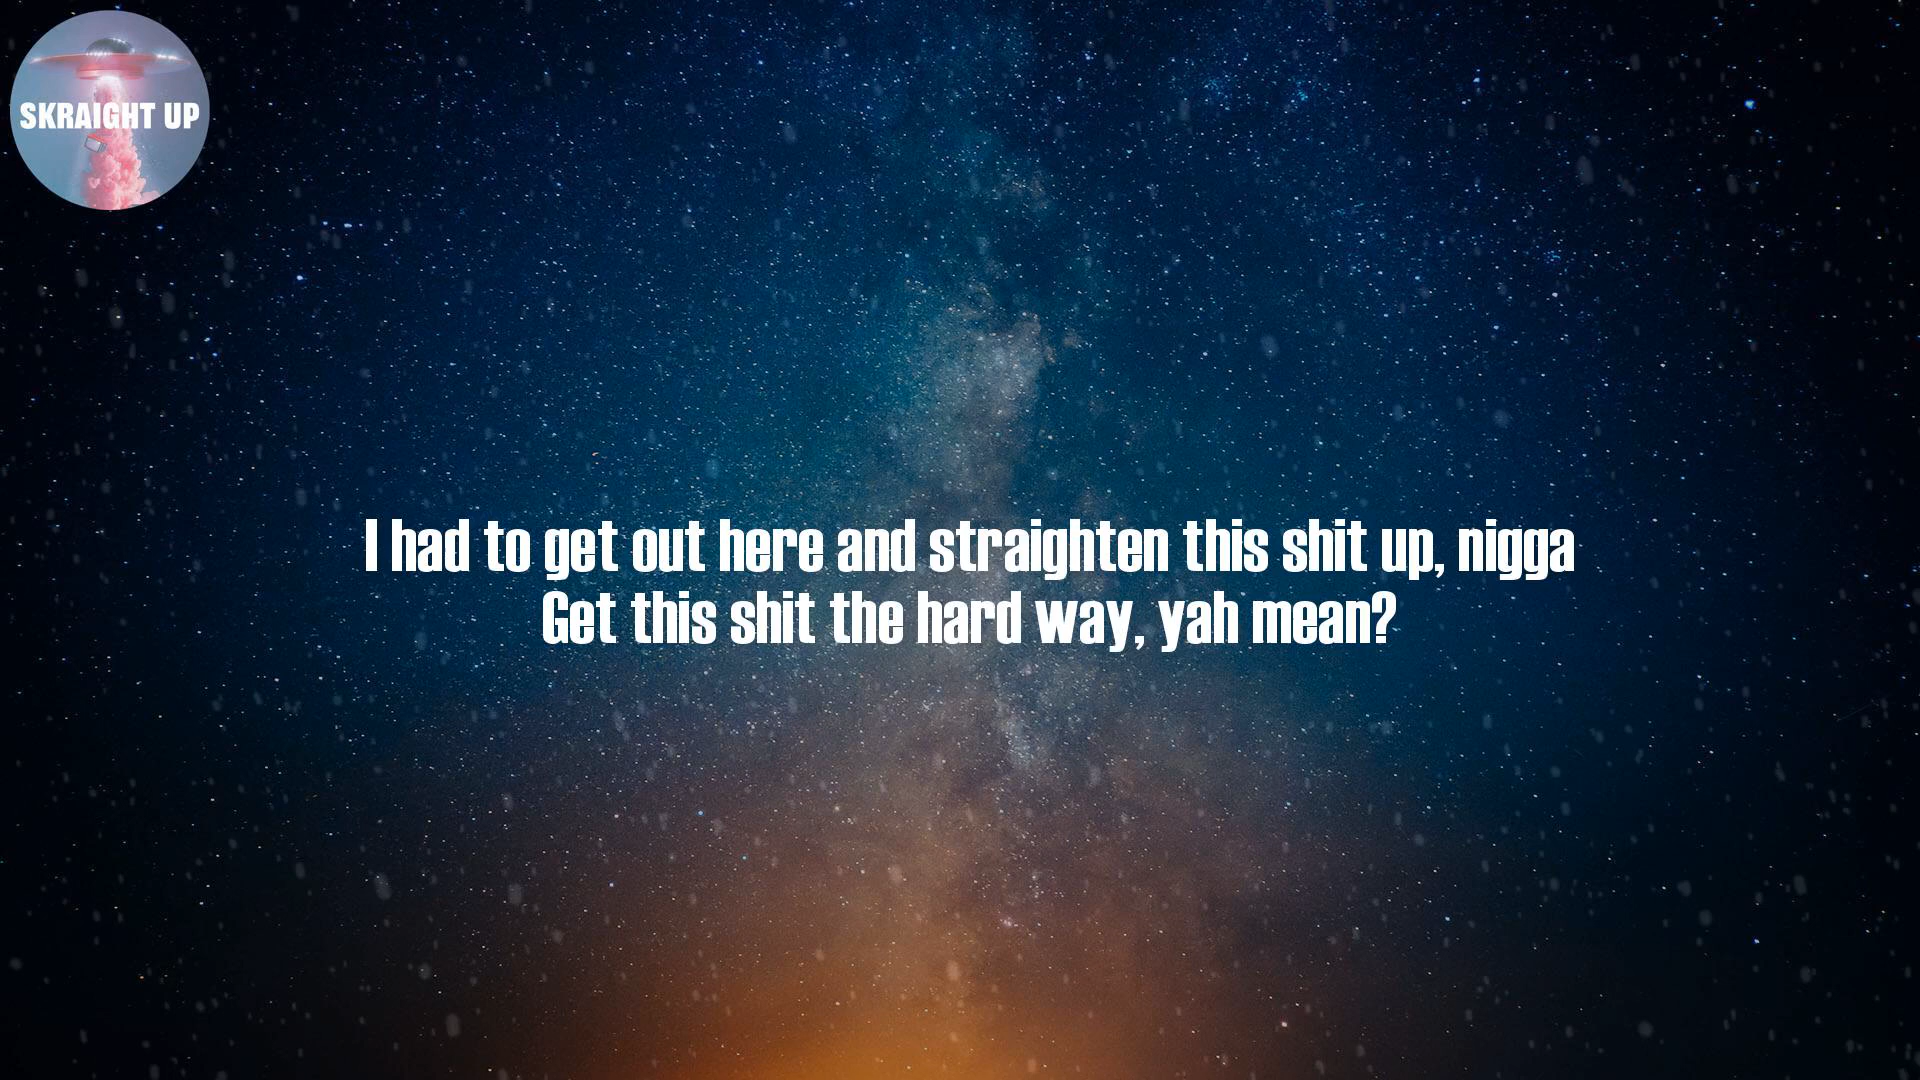 SKRAIGHT UP
I had to get out here and straighten this shit up, nigga
Get this shit the hard way, yah mean?